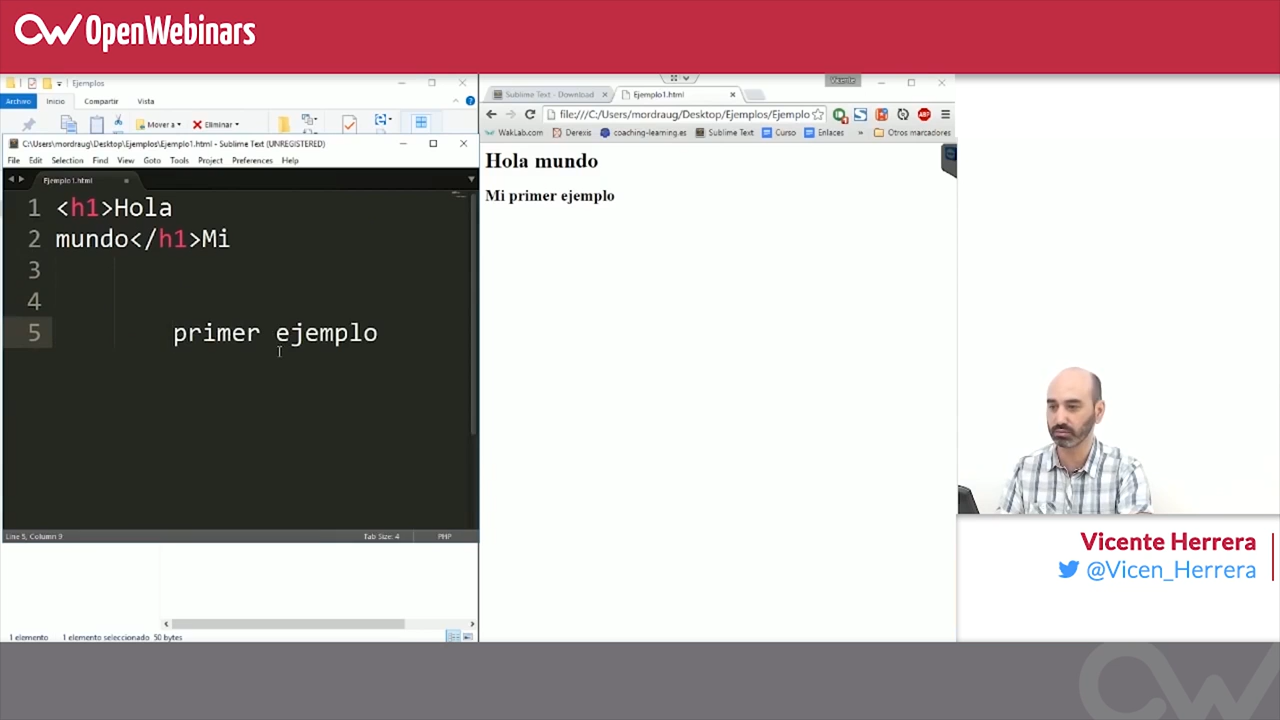 OpenWebinars
Ejemplos
Archivo Inicio Compartir Vista
Mover a Eliminar
C:\Users\mordraug\Desktop\Ejemplos\Ejemplo1.html - Sublime Text (UNREGISTERED)
File Edit Selection Find View Goto Tools Project Preferences Help
Ejemplo1.html
1 <h1>Hola
2 mundo</h1>Mi
3
4
5 primer ejemplo
Line 5, Column 9 Tab Size: 4 PHP
1 elemento 1 elemento seleccionado 50 bytes
Vicente
Sublime Text - Download Ejemplo1.html
file:///C:/Users/mordraug/Desktop/Ejemplos/Ejemplo
WakLab.com Derexis coaching-learning.es Sublime Text Curso Enlaces » Otros marcadores
Hola mundo
Mi primer ejemplo
Vicente Herrera
@Vicen_Herrera